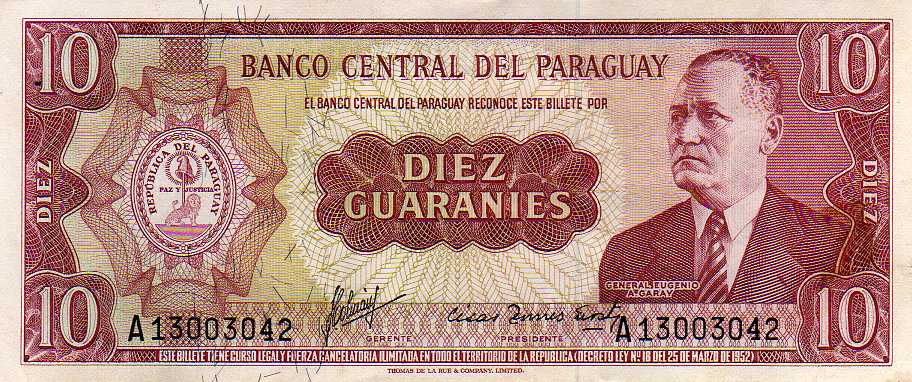 10
10
BANCO CENTRAL DEL PARAGUAY
EL BANCO CENTRAL DEL PARAGUAY RECONOCE ESTE BILLETE POR
REPÚBLICA DEL PARAGUAY
PAZ Y JUSTICIA
DIEZ
DIEZ
GUARANIES
DIEZ
GENERAL EUGENIO
A. GARAY
10
10
A13003042
GERENTE
PRESIDENTE
A13003042
ESTE BILLETE TIENE CURSO LEGAL Y FUERZA CANCELATORIA ILIMITADA EN TODO EL TERRITORIO DE LA REPUBLICA (DECRETO LEY Nº 18 DEL 25 DE MARZO DE 1952)
THOMAS DE LA RUE & COMPANY, LIMITED.